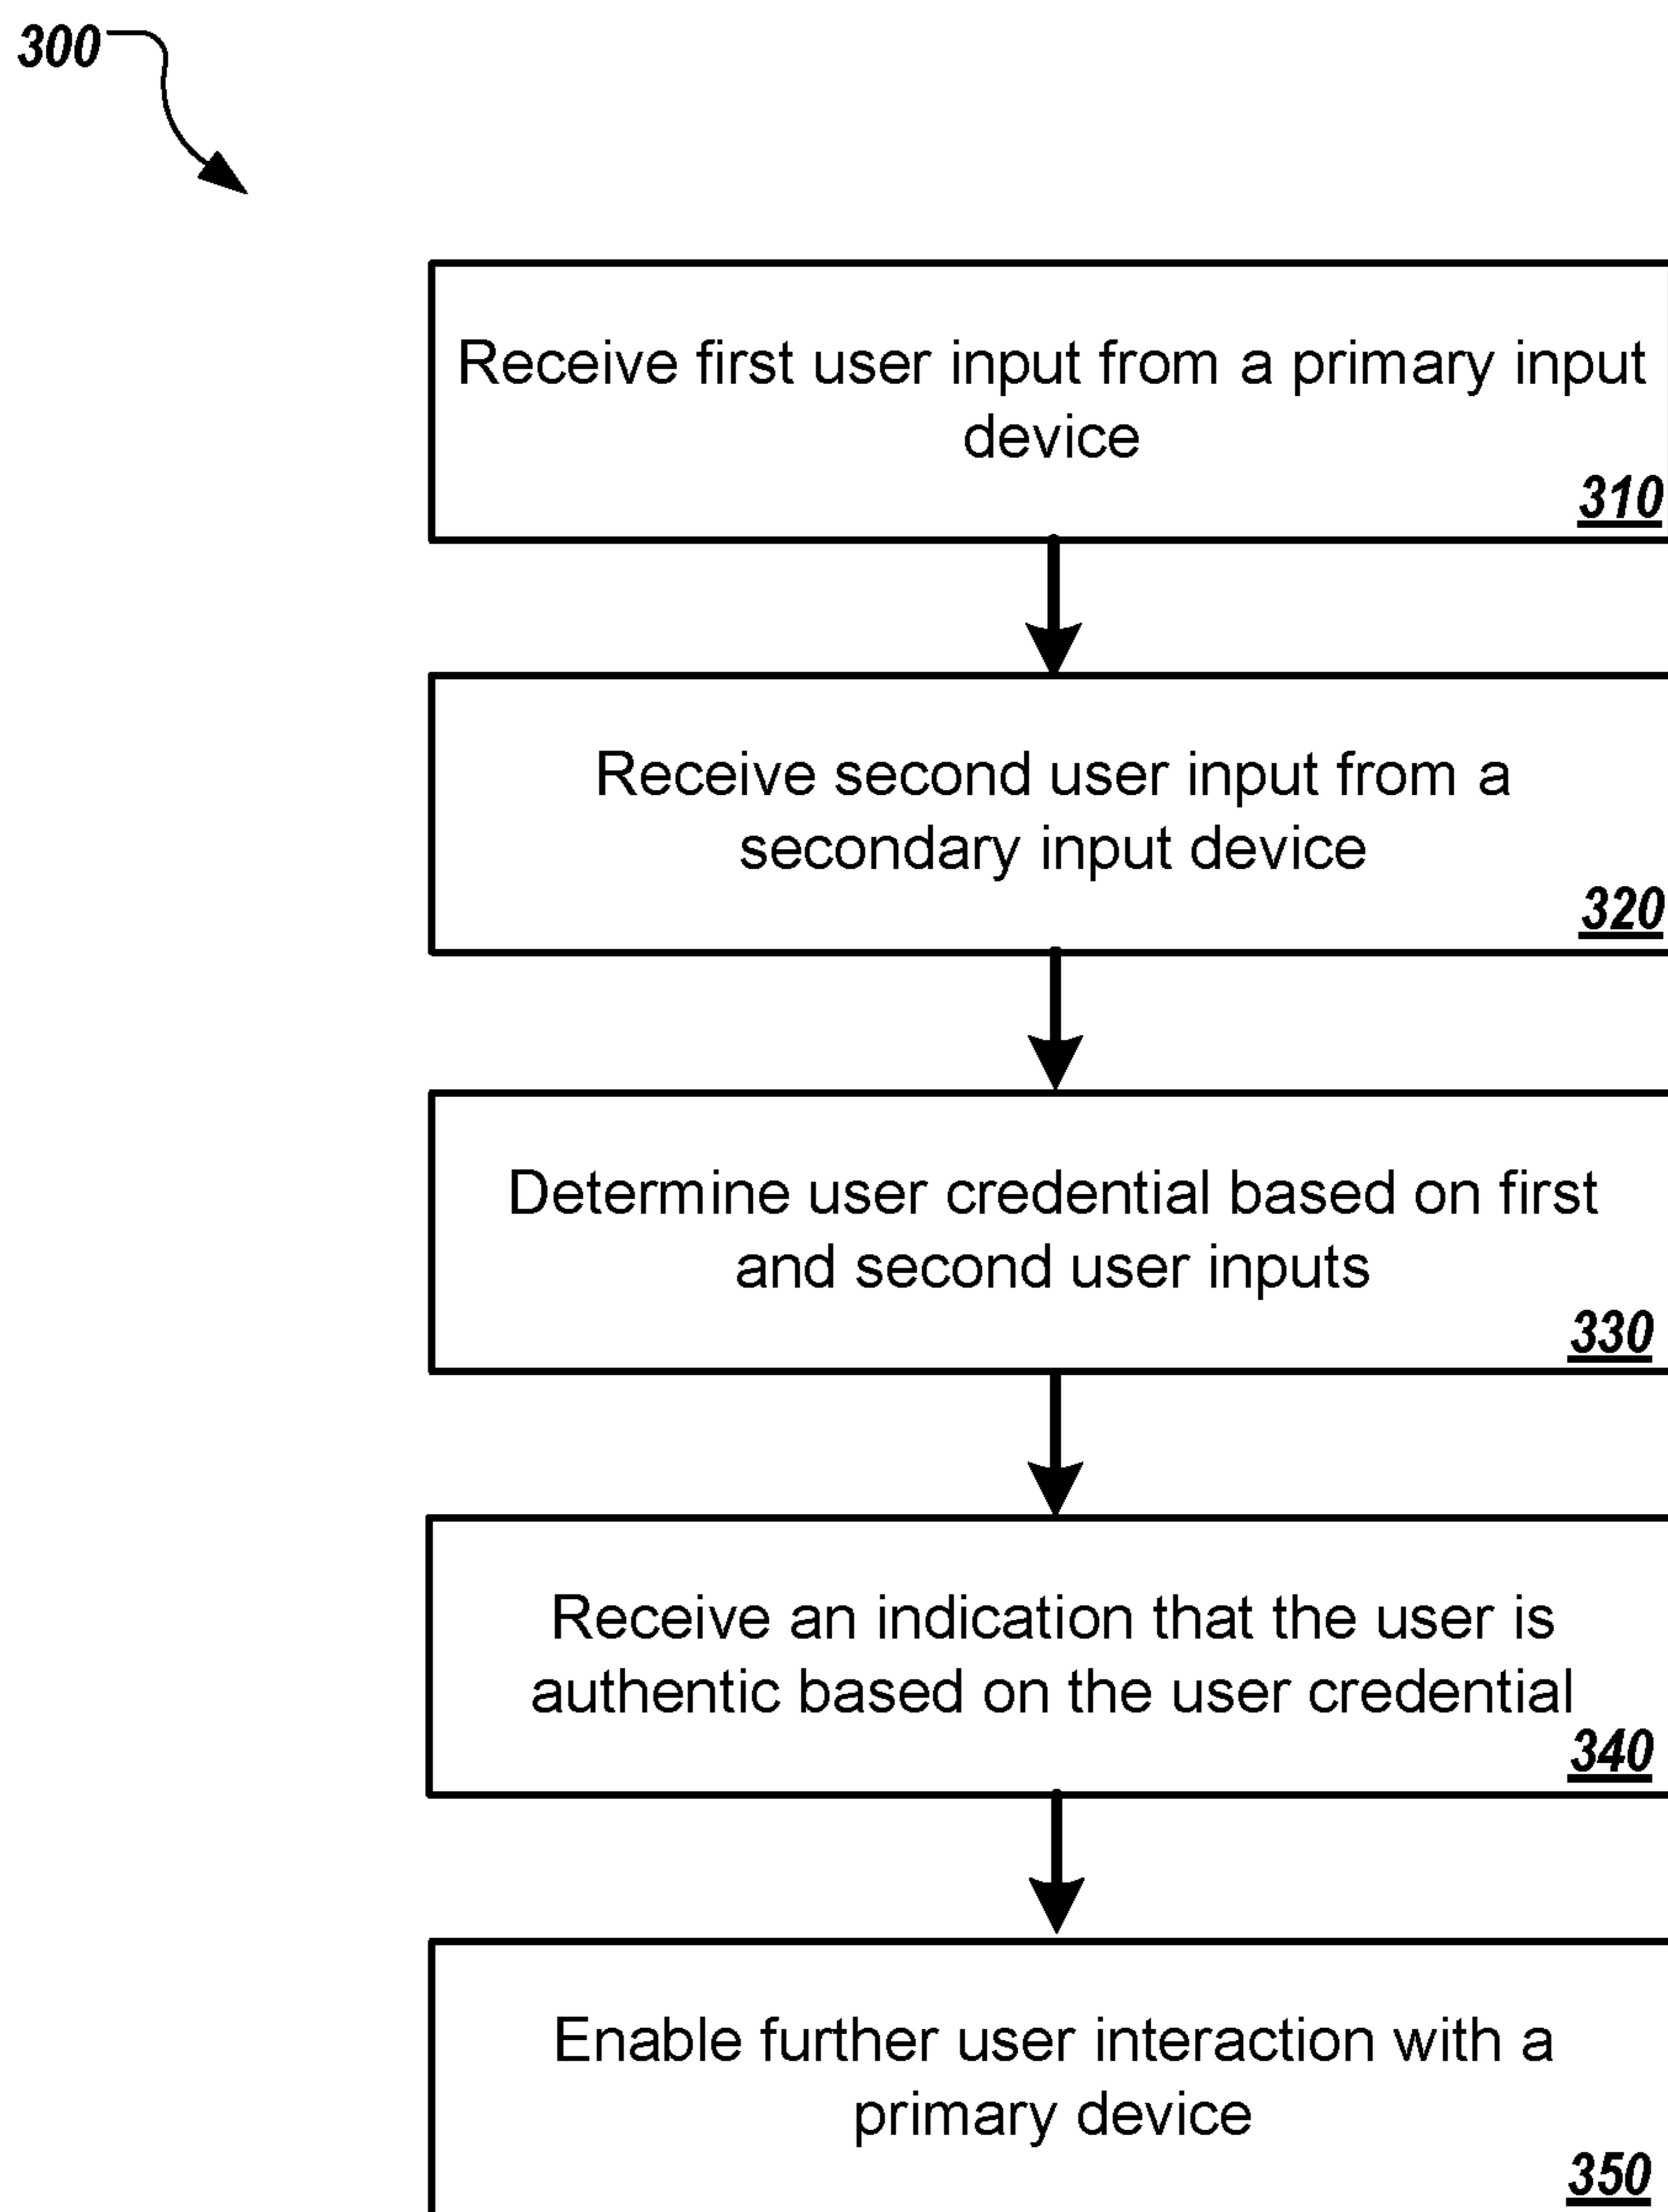 300
Receive first user input from a primary input
device
310
Receive second user input from a
secondary input device
320
Determine user credential based on first
and second user inputs
330
Receive an indication that the user is
authentic based on the user credential
340
Enable further user interaction with a
primary device
350